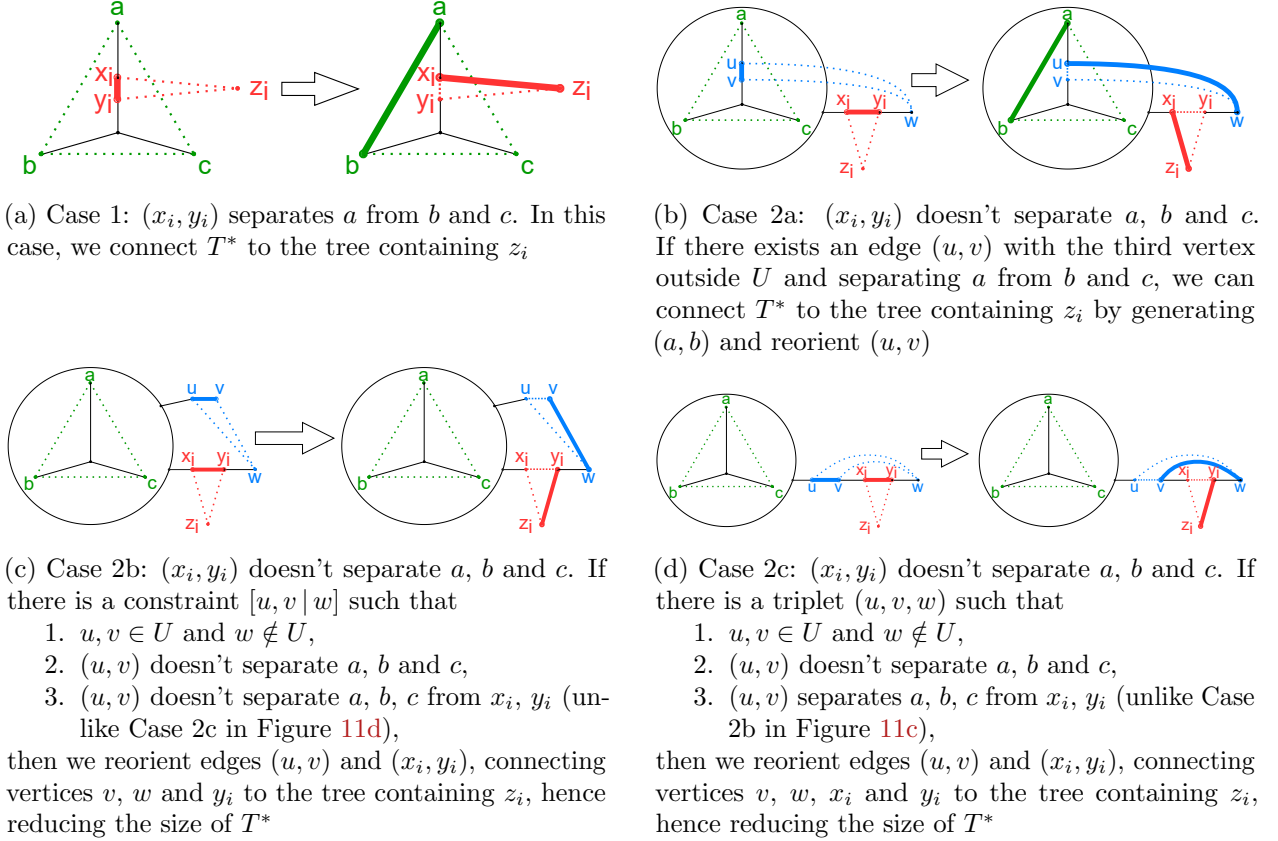 a
x_i
y_i
z_i
b
c
a
x_i
y_i
z_i
b
c
(a) Case 1: (x_i, y_i) separates a from b and c. In this
case, we connect T* to the tree containing z_i
a
u
v
b
c
x_i
y_i
w
z_i
a
u
v
b
c
x_i
y_i
w
z_i
(b) Case 2a: (x_i, y_i) doesn't separate a, b and c.
If there exists an edge (u, v) with the third vertex
outside U and separating a from b and c, we can
connect T* to the tree containing z_i by generating
(a, b) and reorient (u, v)
a
u
v
b
c
x_i
y_i
w
z_i
a
u
v
b
c
x_i
y_i
w
z_i
(c) Case 2b: (x_i, y_i) doesn't separate a, b and c. If
there is a constraint [u, v | w] such that
1. u, v ∈ U and w ∉ U,
2. (u, v) doesn't separate a, b and c,
3. (u, v) doesn't separate a, b, c from x_i, y_i (un-
like Case 2c in Figure 11d),
then we reorient edges (u, v) and (x_i, y_i), connecting
vertices v, w and y_i to the tree containing z_i, hence
reducing the size of T*
a
b
c
u
v
x_i
y_i
w
z_i
a
b
c
u
v
x_i
y_i
w
z_i
(d) Case 2c: (x_i, y_i) doesn't separate a, b and c. If
there is a triplet (u, v, w) such that
1. u, v ∈ U and w ∉ U,
2. (u, v) doesn't separate a, b and c,
3. (u, v) separates a, b, c from x_i, y_i (unlike Case
2b in Figure 11c),
then we reorient edges (u, v) and (x_i, y_i), connecting
vertices v, w, x_i and y_i to the tree containing z_i,
hence reducing the size of T*